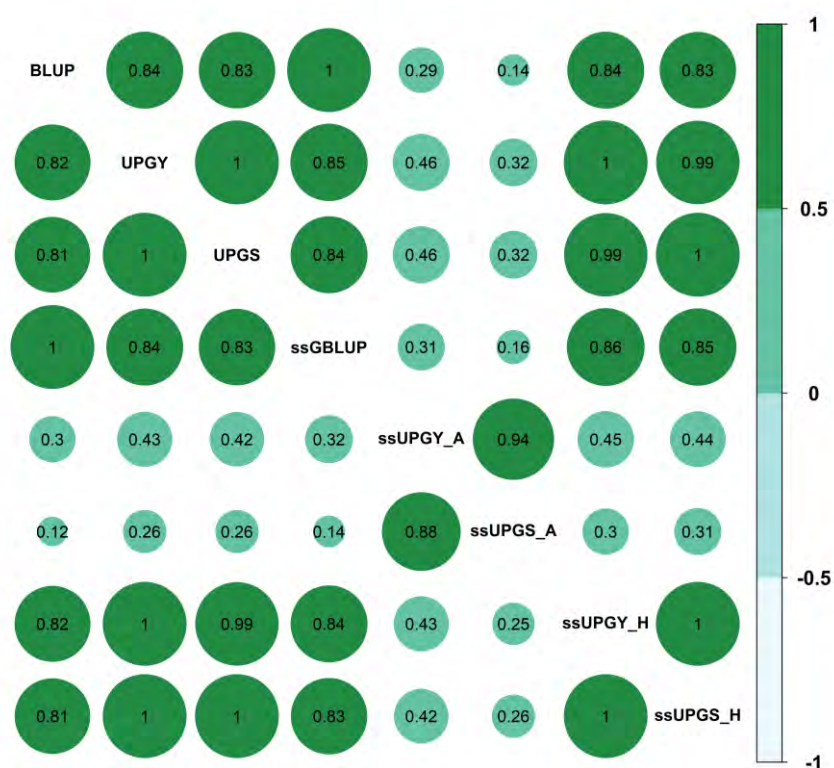 BLUP 0.84 0.83 1 0.29 0.14 0.84 0.83
0.82 UPGY 1 0.85 0.46 0.32 1 0.99
0.81 1 UPGS 0.84 0.46 0.32 0.99 1
1 0.84 0.83 ssGBLUP 0.31 0.16 0.86 0.85
0.3 0.43 0.42 0.32 ssUPGY_A 0.94 0.45 0.44
0.12 0.26 0.26 0.14 0.88 ssUPGS_A 0.3 0.31
0.82 1 0.99 0.84 0.43 0.25 ssUPGY_H 1
0.81 1 1 0.83 0.42 0.26 1 ssUPGS_H
1
0.5
0
-0.5
-1